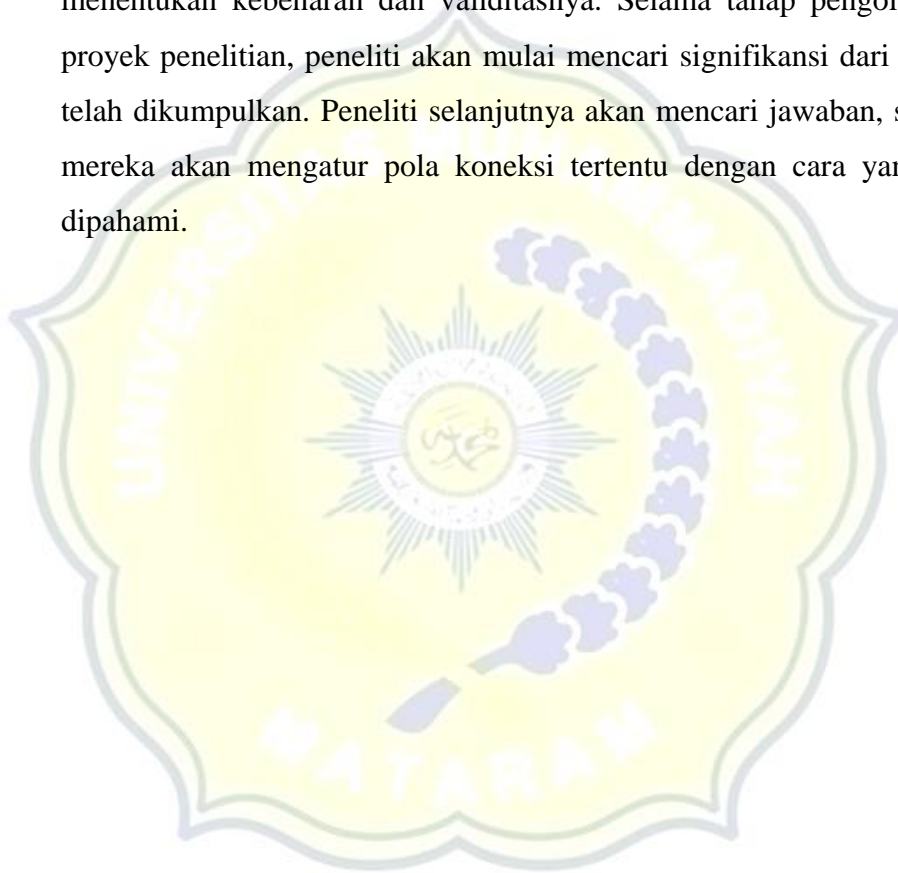 menentukan kebenaran dan validitasnya. Selama tahap
proyek penelitian, peneliti akan mulai mencari signifikansi dari
telah dikumpulkan. Peneliti selanjutnya akan mencari jawaban,
mereka akan mengatur pola koneksi tertentu dengan cara
dipahami.
UNIVERSITAS MUHAMMADIYAH
MATARAM